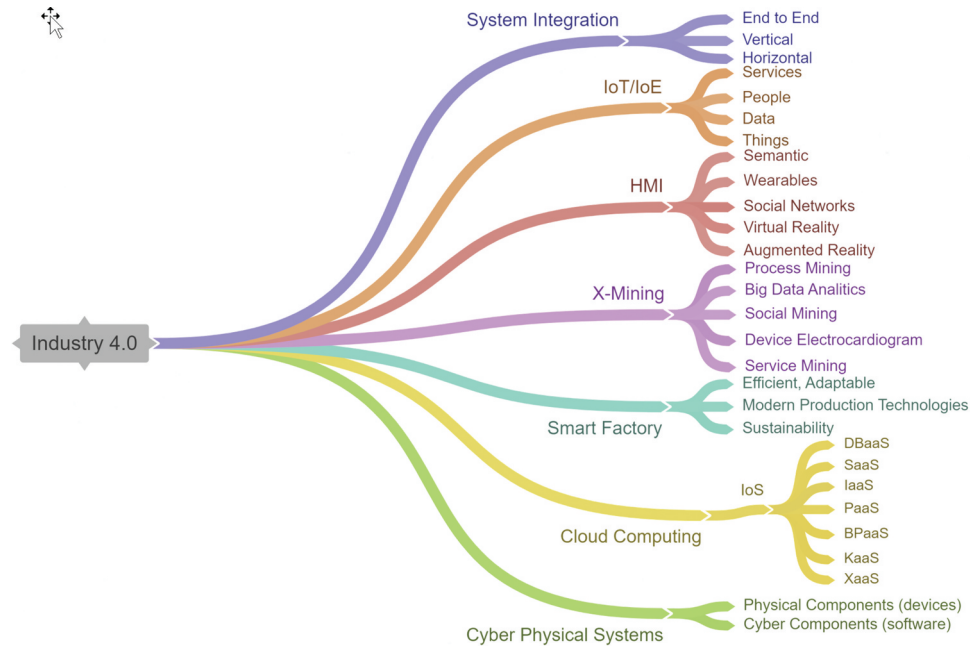 Industry 4.0
System Integration
End to End
Vertical
Horizontal
IoT/IoE
Services
People
Data
Things
HMI
Semantic
Wearables
Social Networks
Virtual Reality
Augmented Reality
X-Mining
Process Mining
Big Data Analitics
Social Mining
Device Electrocardiogram
Service Mining
Smart Factory
Efficient, Adaptable
Modern Production Technologies
Sustainability
Cloud Computing
IoS
DBaaS
SaaS
IaaS
PaaS
BPaaS
KaaS
XaaS
Cyber Physical Systems
Physical Components (devices)
Cyber Components (software)